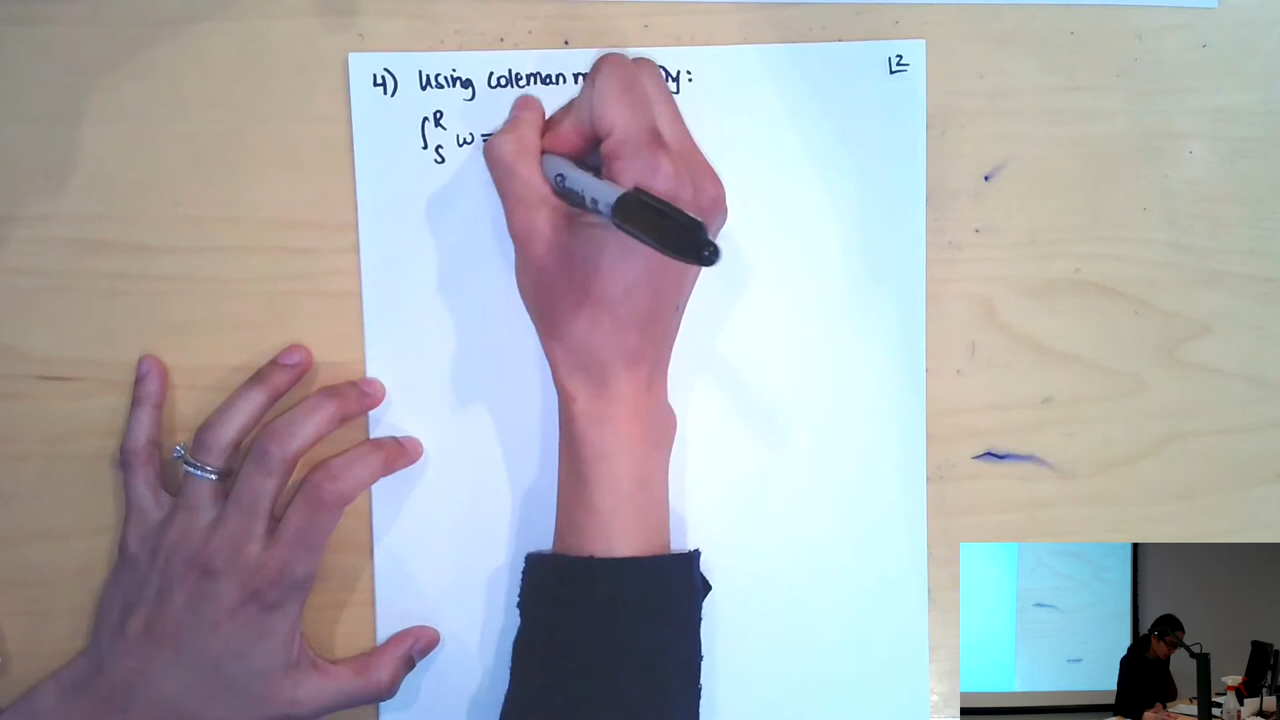 4) Using coleman
L2
∫_S^R ω =